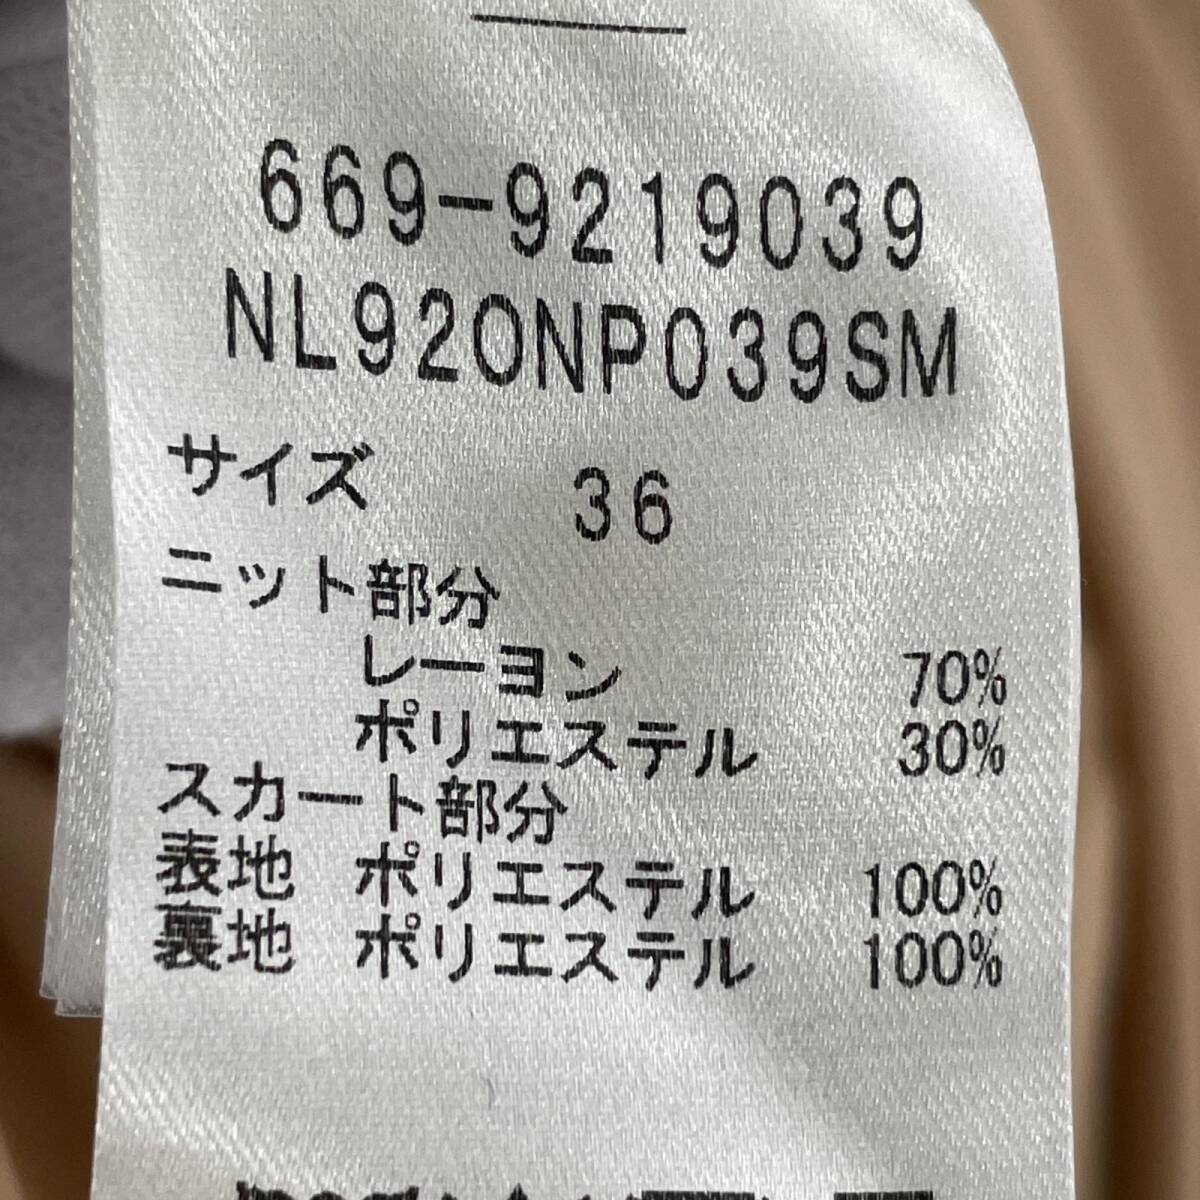 669-9219039
NL920NP039SM
サイズ 36
ニット部分
レーヨン 70%
ポリエステル 30%
スカート部分
表地 ポリエステル 100%
裏地 ポリエステル 100%